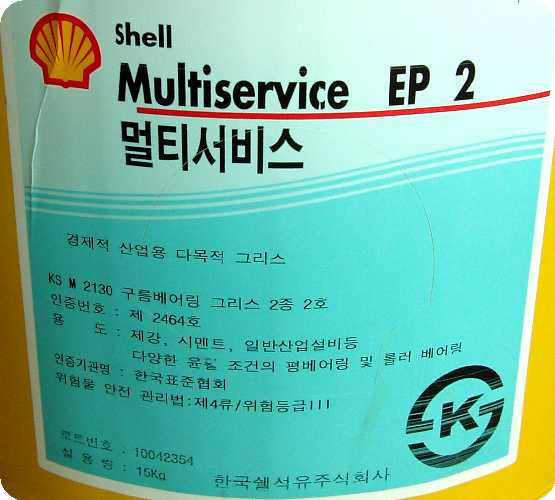 Shell
Multiservice EP 2
멀티서비스
경제적 산업용 다목적 그리스
KS M 2130 구름베어링 그리스 2종 2호
인증번호 : 제 2464호
용 도 : 제강, 시멘트, 일반산업설비등
다양한 윤활 조건의 평베어링 및 롤러 베어링
인증기관명 : 한국표준협회
위험물 안전 관리법:제4류/위험등급III
로트번호 : 10042354
실 용 량 : 15Kg
한국쉘석유주식회사
K